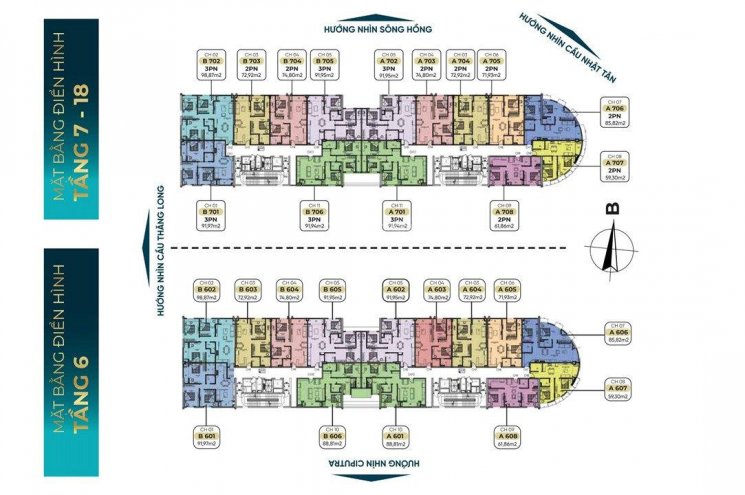 MẶT BẰNG ĐIỂN HÌNH
TẦNG 7 - 18
HƯỚNG NHÌN SÔNG HỒNG
HƯỚNG NHÌN CẦU NHẬT TÂN
CH 02
B 702
3PN
98,87m2
CH 03
B 703
2PN
72,92m2
CH 04
B 704
2PN
74,80m2
CH 05
B 705
3PN
91,95m2
CH 05
A 702
3PN
91,95m2
CH 04
A 703
2PN
74,80m2
CH 03
A 704
2PN
72,92m2
CH 06
A 705
2PN
71,93m2
CH 07
A 706
2PN
85,82m2
CH 08
A 707
2PN
59,30m2
CH 01
B 701
3PN
91,97m2
CH 11
B 706
3PN
91,94m2
CH 11
A 701
3PN
91,94m2
CH 09
A 708
2PN
61,86m2
HƯỚNG NHÌN CẦU THĂNG LONG
B
MẶT BẰNG ĐIỂN HÌNH
TẦNG 6
CH 02
B 602
98,87m2
CH 03
B 603
72,92m2
CH 04
B 604
74,80m2
CH 05
B 605
91,95m2
CH 05
A 602
91,95m2
CH 04
A 603
74,80m2
CH 03
A 604
72,92m2
CH 06
A 605
71,93m2
CH 07
A 606
85,82m2
CH 08
A 607
59,30m2
CH 01
B 601
91,97m2
CH 10
B 606
88,81m2
CH 10
A 601
88,81m2
CH 09
A 608
61,86m2
HƯỚNG NHÌN CIPUTRA